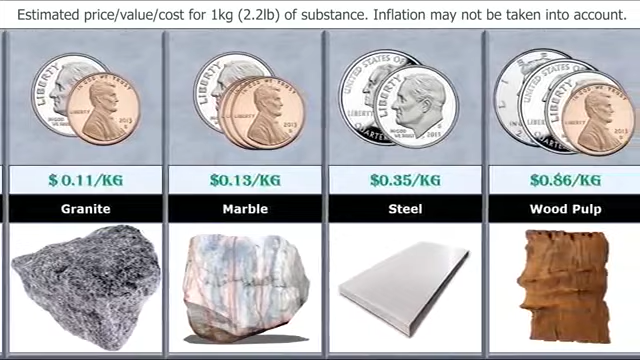 Estimated price/value/cost for 1kg (2.2lb) of substance. Inflation may not be taken into account.
$ 0.11/KG
$0.13/KG
$0.35/KG
$0.86/KG
Granite
Marble
Steel
Wood Pulp